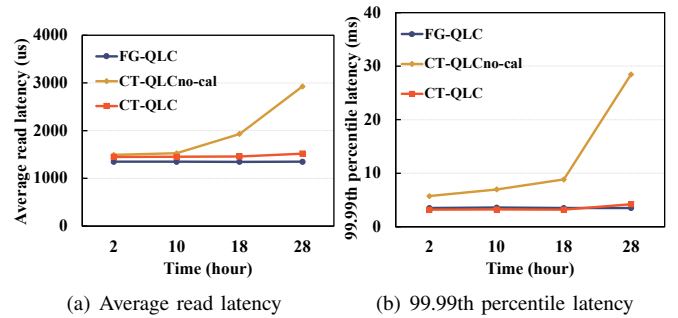 Average read latency (us)
4000
3000
2000
1000
0
FG-QLC
CT-QLCno-cal
CT-QLC
2 10 18 28
Time (hour)
(a) Average read latency
99.99th percentile latency (ms)
40
30
20
10
0
FG-QLC
CT-QLCno-cal
CT-QLC
2 10 18 28
Time (hour)
(b) 99.99th percentile latency